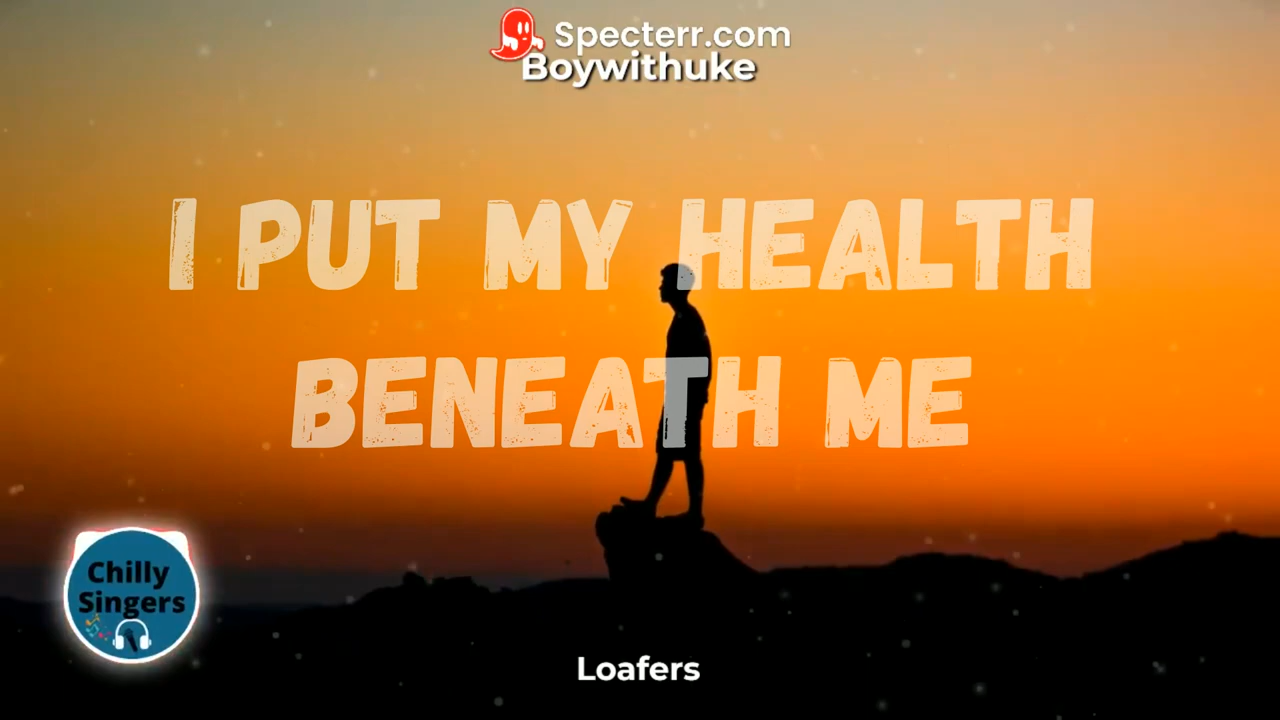 Specterr.com
Boywithuke
I PUT MY HEALTH
BENEATH ME
Chilly
Singers
Loafers